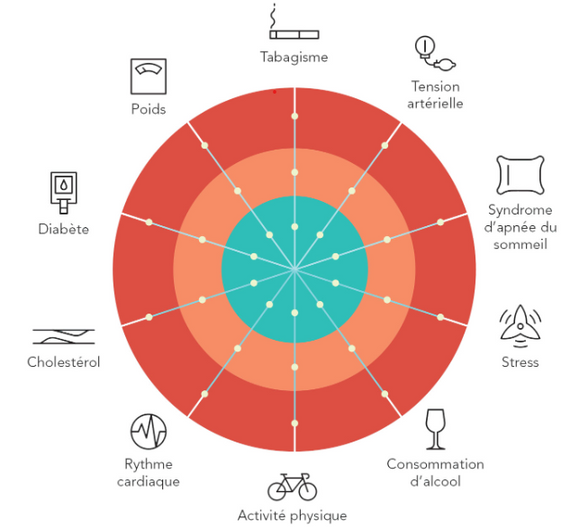 Tabagisme
Tension
artérielle
Poids
Syndrome
d'apnée du
sommeil
Diabète
Stress
Cholestérol
Consommation
d'alcool
Rythme
cardiaque
Activité physique